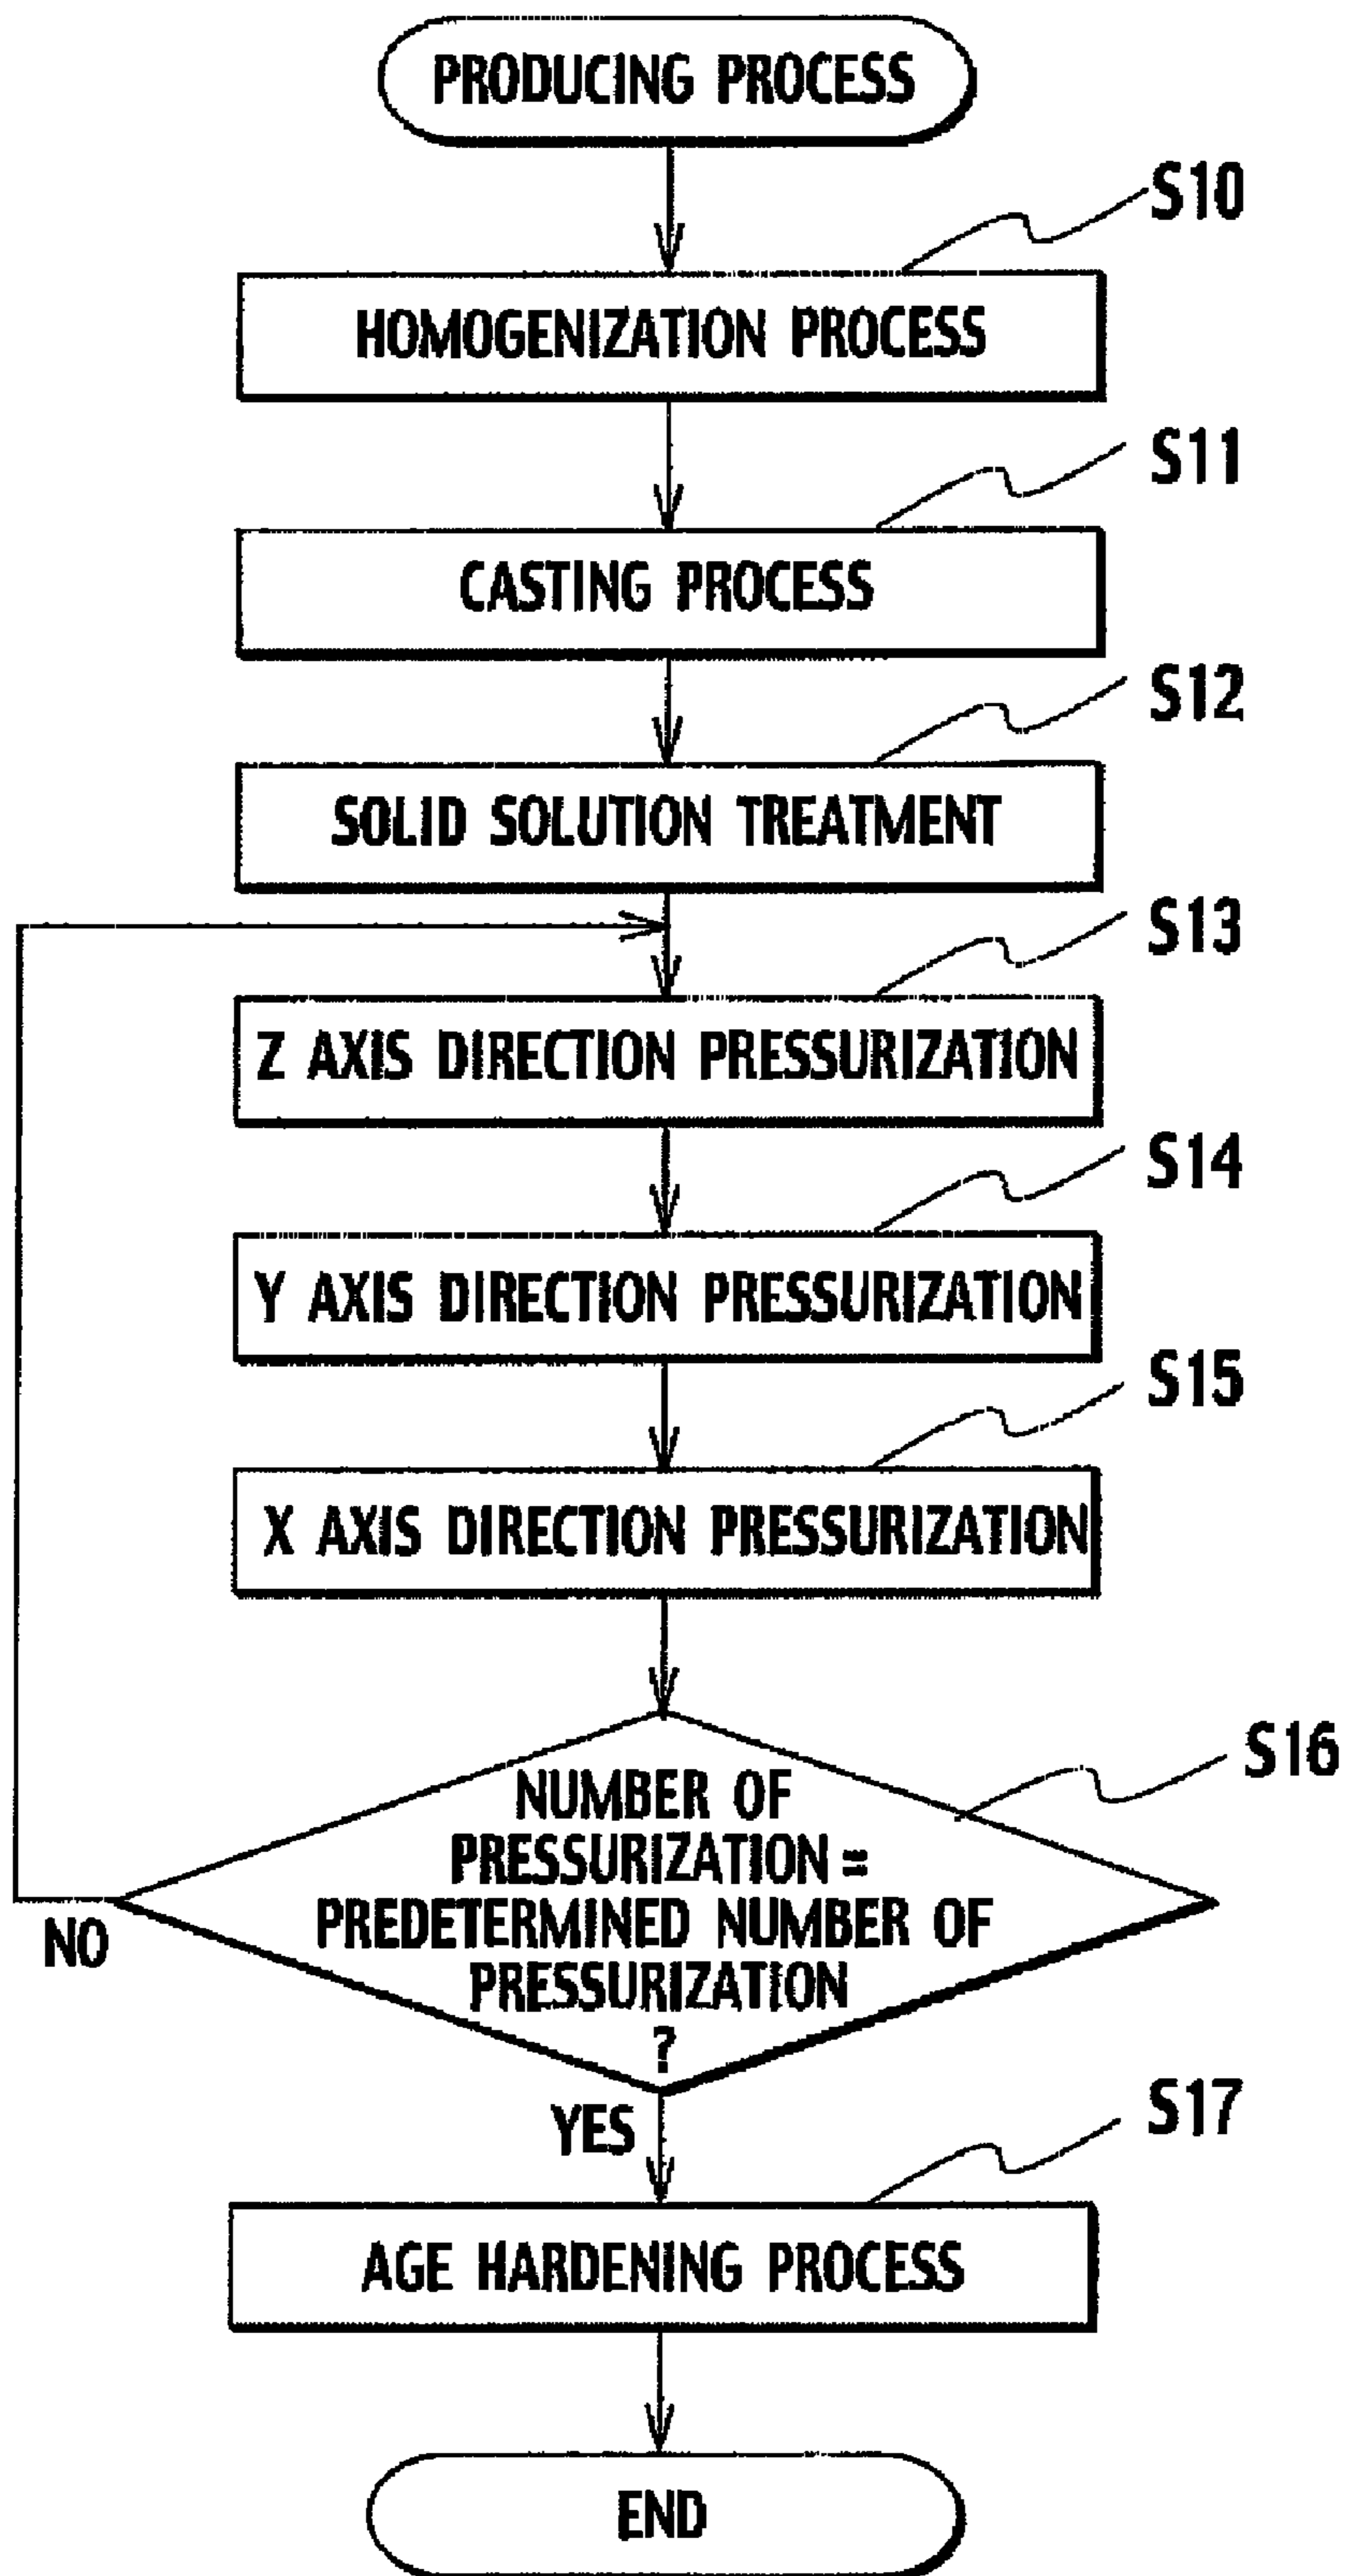 PRODUCING PROCESS
S10
HOMOGENIZATION PROCESS
S11
CASTING PROCESS
S12
SOLID SOLUTION TREATMENT
S13
Z AXIS DIRECTION PRESSURIZATION
S14
Y AXIS DIRECTION PRESSURIZATION
S15
X AXIS DIRECTION PRESSURIZATION
S16
NUMBER OF
PRESSURIZATION =
PREDETERMINED NUMBER OF
PRESSURIZATION
?
NO
YES
S17
AGE HARDENING PROCESS
END